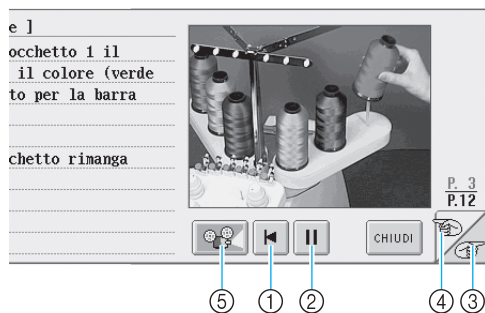 e ]
occhetto 1 il
il colore (verde
to per la barra
chetto rimanga
P. 3
P.12
CHIUDI
5 1 2 4 3